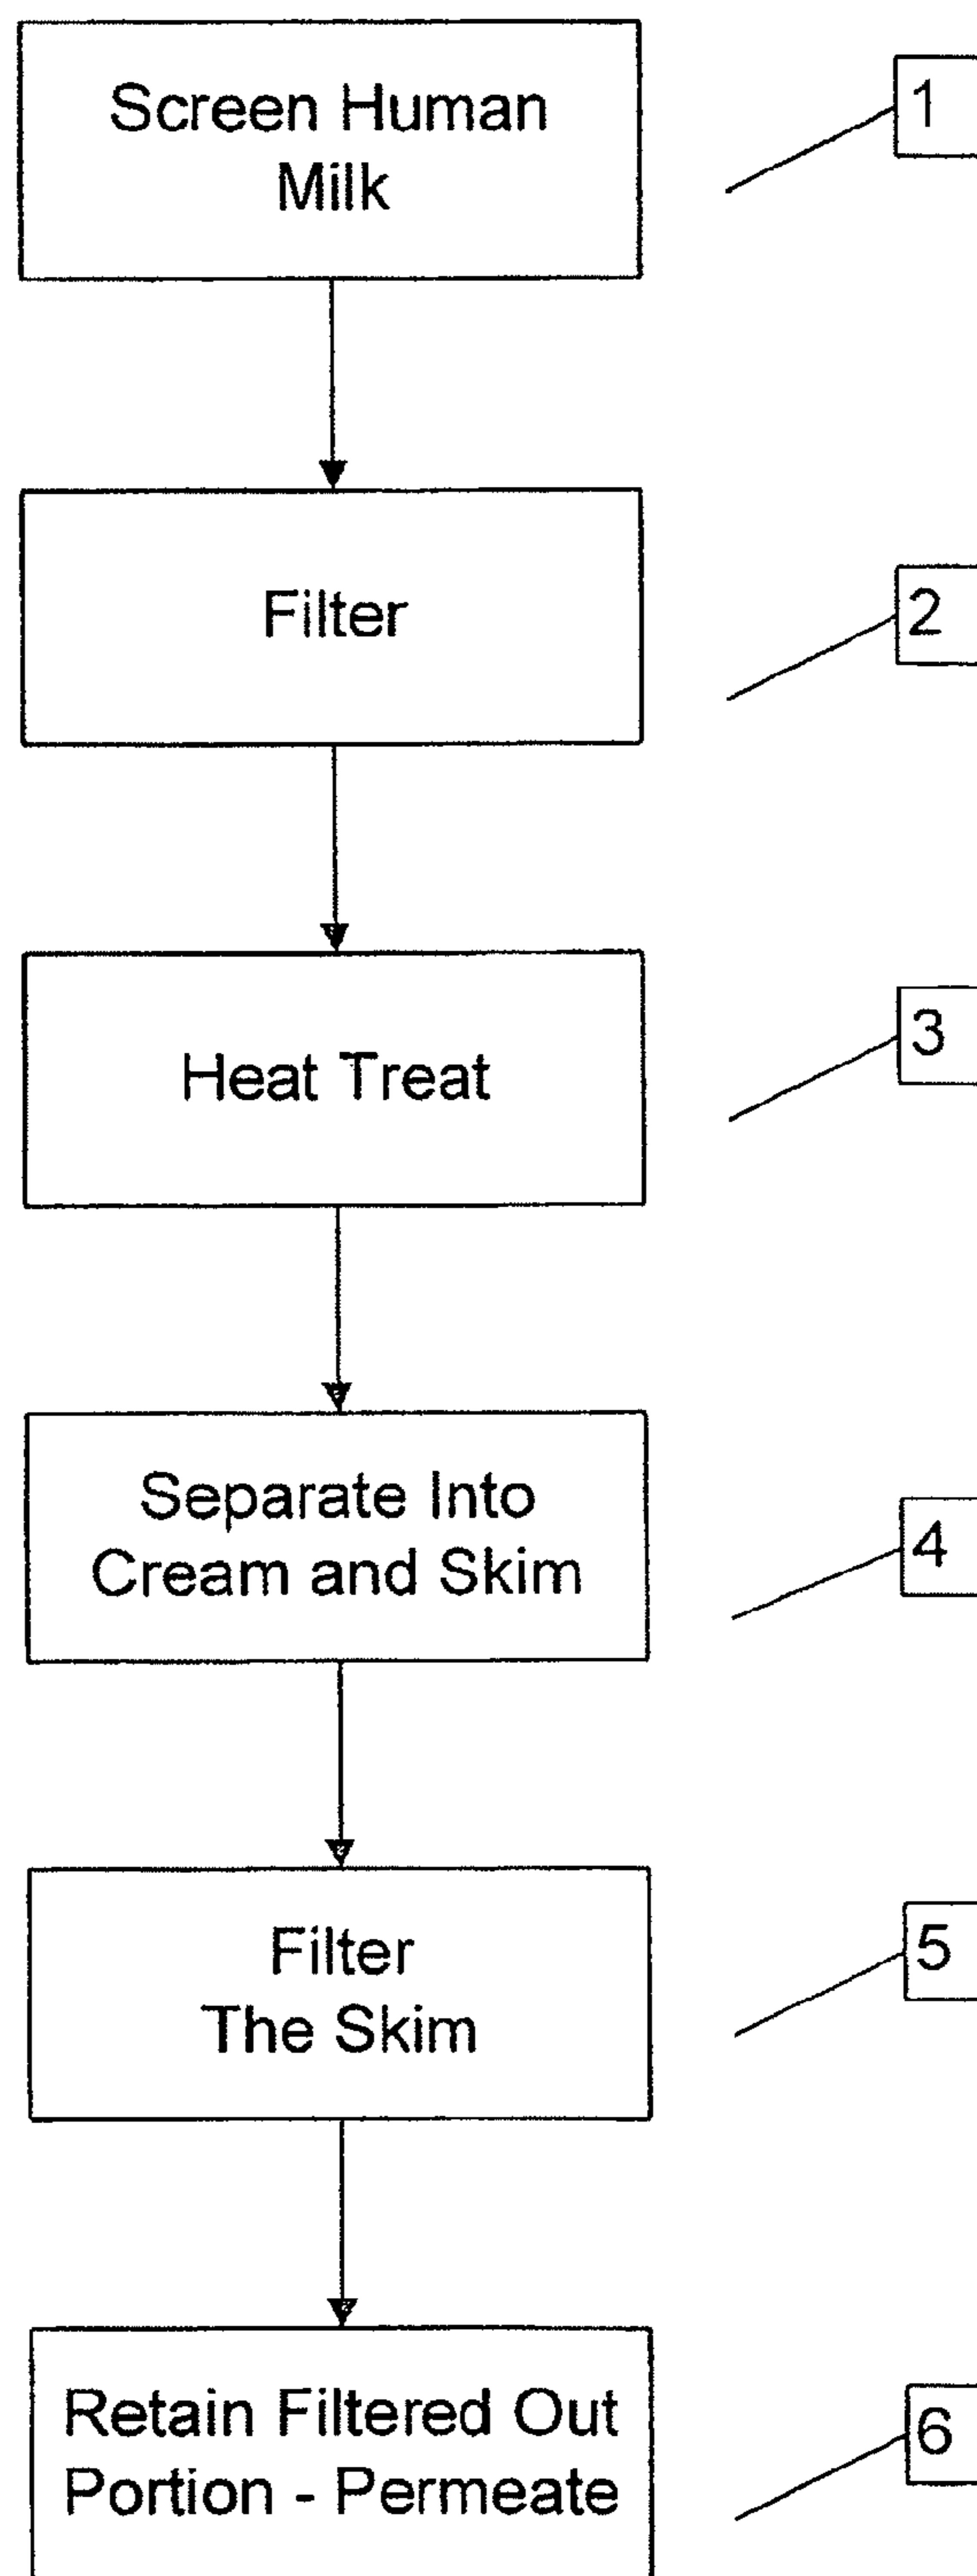 Screen Human
Milk
1
Filter
2
Heat Treat
3
Separate Into
Cream and Skim
4
Filter
The Skim
5
Retain Filtered Out
Portion - Permeate
6